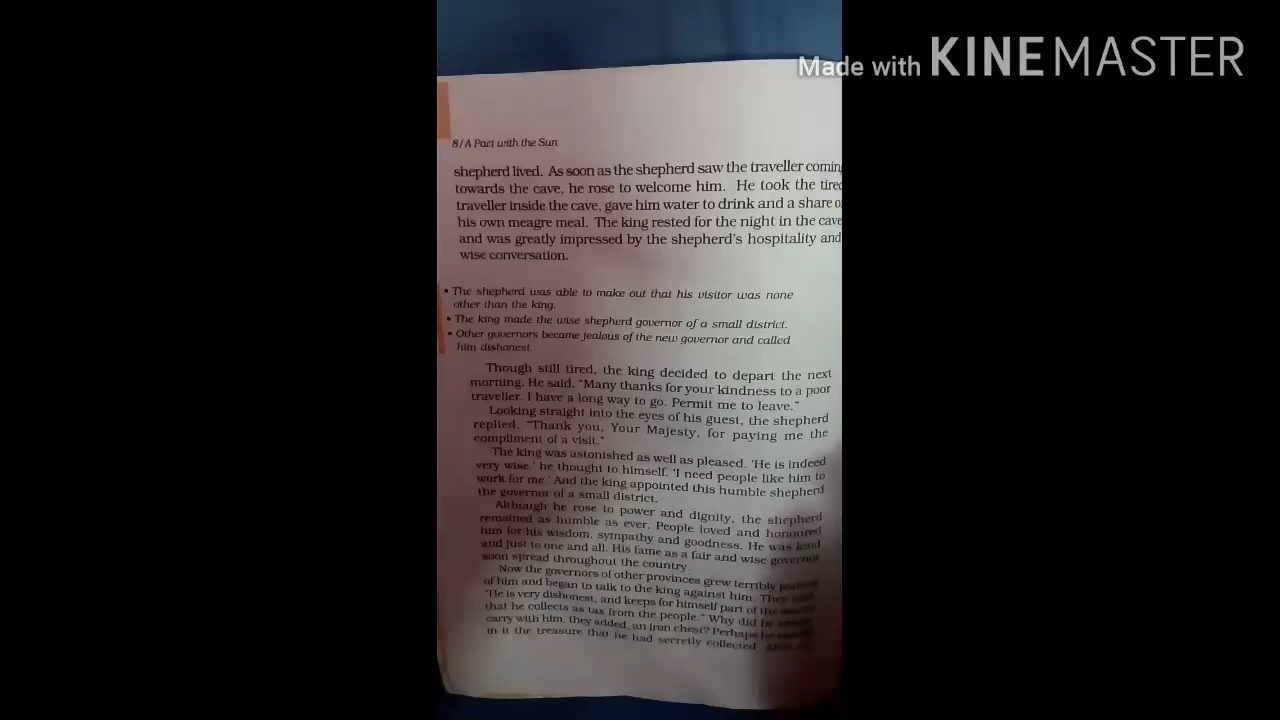 Made with KINEMASTER
8/A Pact with the Sun
shepherd lived. As soon as the shepherd saw the traveller comin
towards the cave, he rose to welcome him. He took the tired
traveller inside the cave, gave him water to drink and a share o
his own meagre meal. The king rested for the night in the cave
and was greatly impressed by the shepherd's hospitality and
wise conversation.
• The shepherd was able to make out that his visitor was none
other than the king.
• The king made the wise shepherd governor of a small district.
• Other governors became jealous of the new governor and called
him dishonest.
Though still tired, the king decided to depart the next
morning. He said, "Many thanks for your kindness to a poor
traveller. I have a long way to go. Permit me to leave."
Looking straight into the eyes of his guest, the shepherd
replied, "Thank you, Your Majesty, for paying me the
compliment of a visit."
The king was astonished as well as pleased. 'He is indeed
very wise.' he thought to himself. 'I need people like him to
work for me.' And the king appointed this humble shepherd
the governor of a small district.
Although he rose to power and dignity, the shepherd
remained as humble as ever. People loved and honoured
him for his wisdom, sympathy and goodness. He was kind
and just to one and all. His fame as a fair and wise governor
soon spread throughout the country.
Now the governors of other provinces grew terribly
of him and began to talk to the king against him. They
"He is very dishonest, and keeps for himself part of the
that he collects as tax from the people." Why did he
carry with him, they added, an iron chest? Perhaps he
in it the treasure that he had secretly collected.